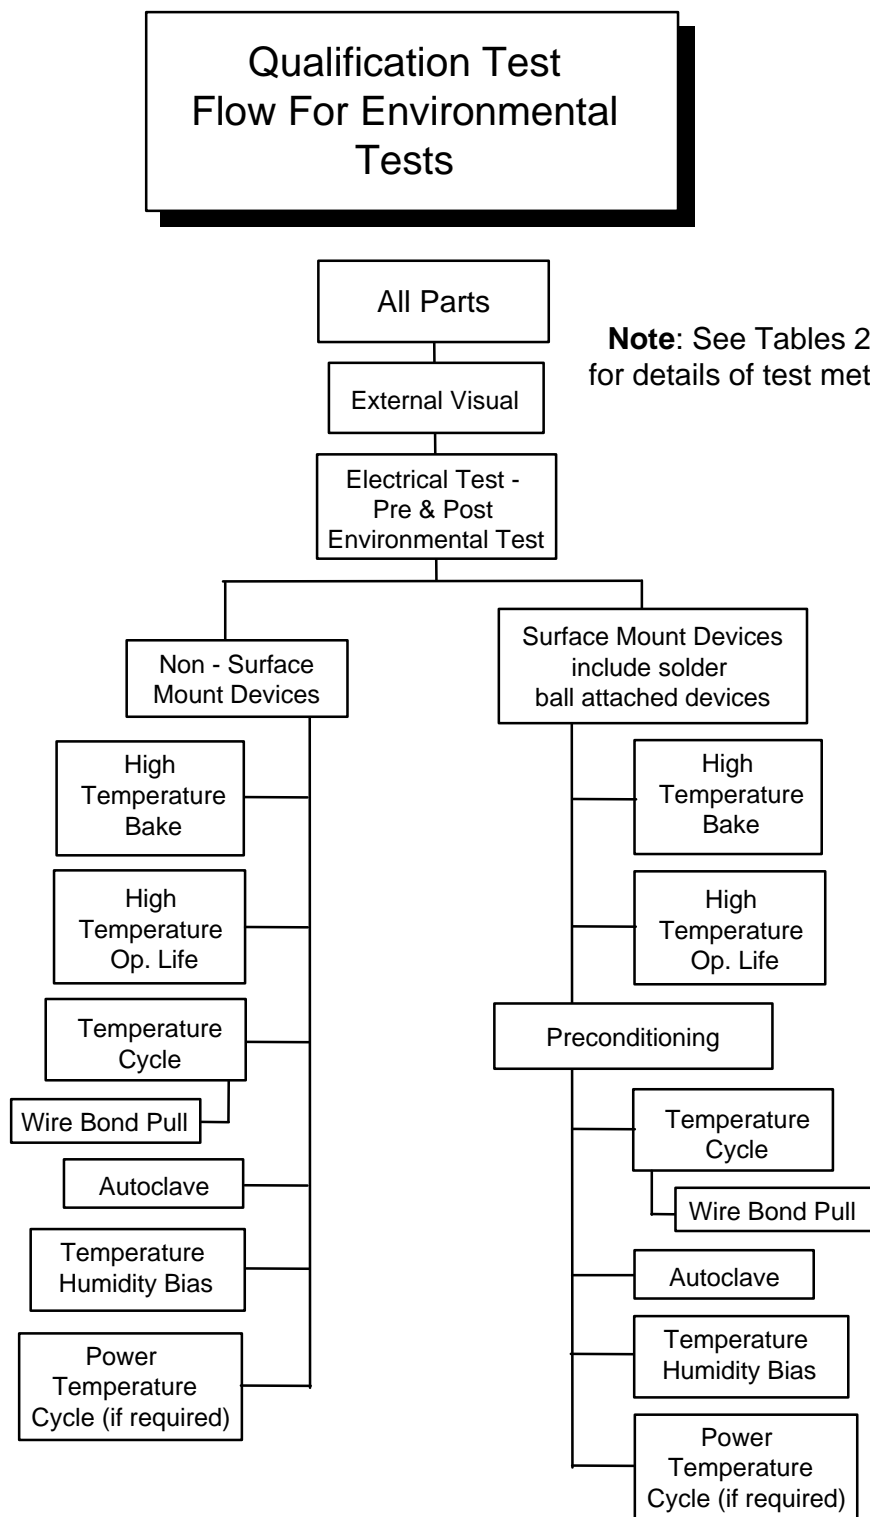 Qualification Test
Flow For Environmental
Tests
All Parts
Note: See Tables 2
for details of test met
External Visual
Electrical Test -
Pre & Post
Environmental Test
Non - Surface
Mount Devices
High
Temperature
Bake
High
Temperature
Op. Life
Temperature
Cycle
Wire Bond Pull
Autoclave
Temperature
Humidity Bias
Power
Temperature
Cycle (if required)
Surface Mount Devices
include solder
ball attached devices
High
Temperature
Bake
High
Temperature
Op. Life
Preconditioning
Temperature
Cycle
Wire Bond Pull
Autoclave
Temperature
Humidity Bias
Power
Temperature
Cycle (if required)